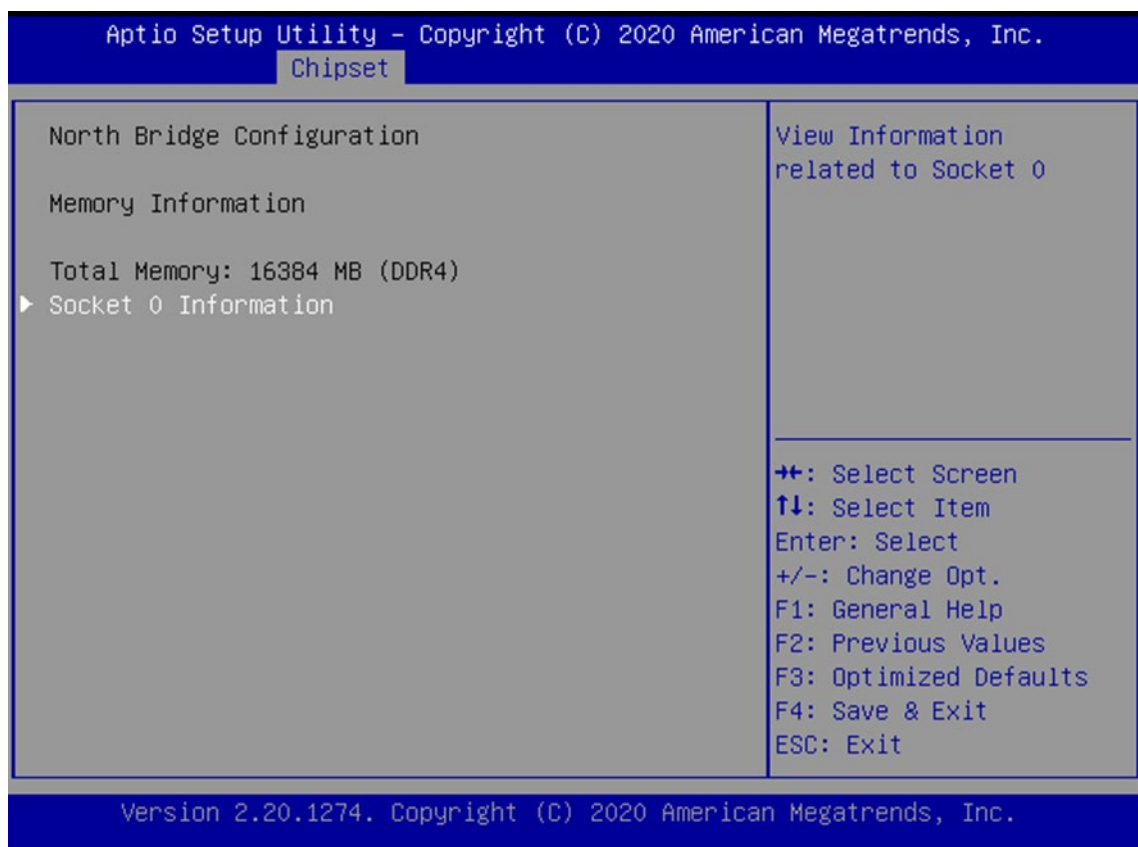 Aptio Setup Utility – Copyright (C) 2020 American Megatrends, Inc.
Chipset
North Bridge Configuration
Memory Information
Total Memory: 16384 MB (DDR4)
▶ Socket 0 Information
View Information
related to Socket 0
→←: Select Screen
↑↓: Select Item
Enter: Select
+/-: Change Opt.
F1: General Help
F2: Previous Values
F3: Optimized Defaults
F4: Save & Exit
ESC: Exit
Version 2.20.1274. Copyright (C) 2020 American Megatrends, Inc.